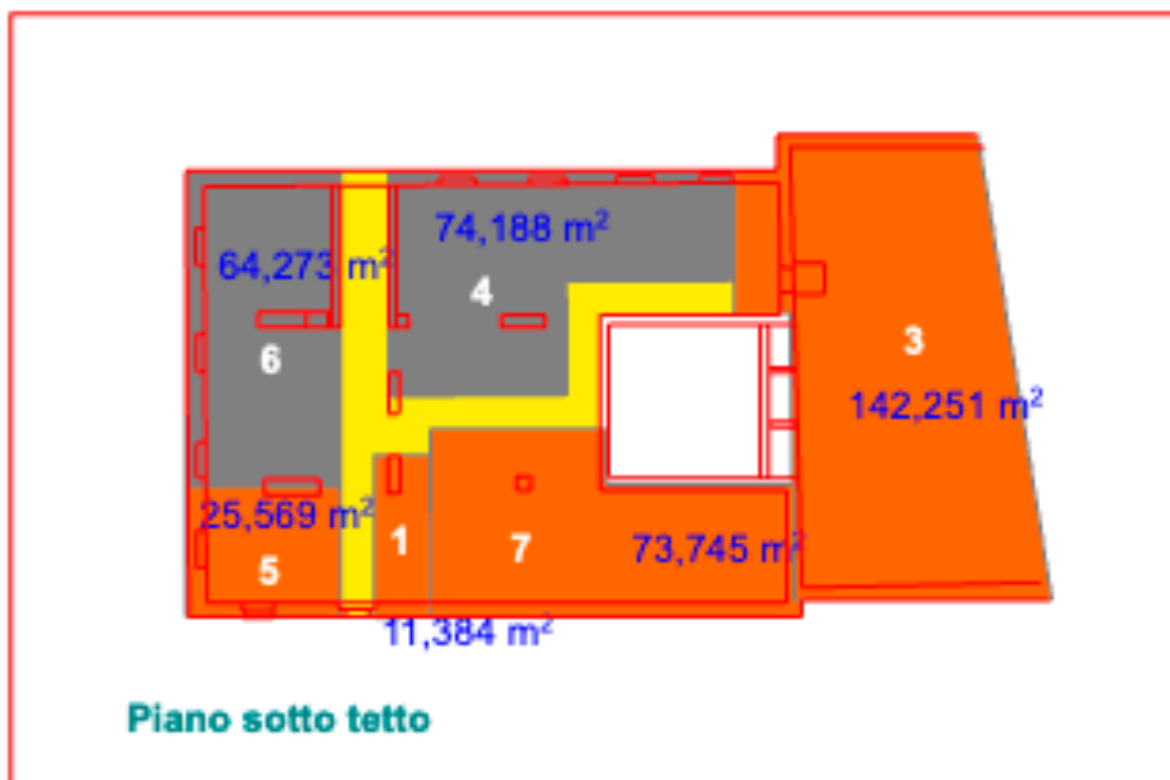 74,188 m²
64,273 m²
4
3
6
142,251 m²
25,569 m²
1
7
73,745 m²
5
11,384 m²
Piano sotto tetto